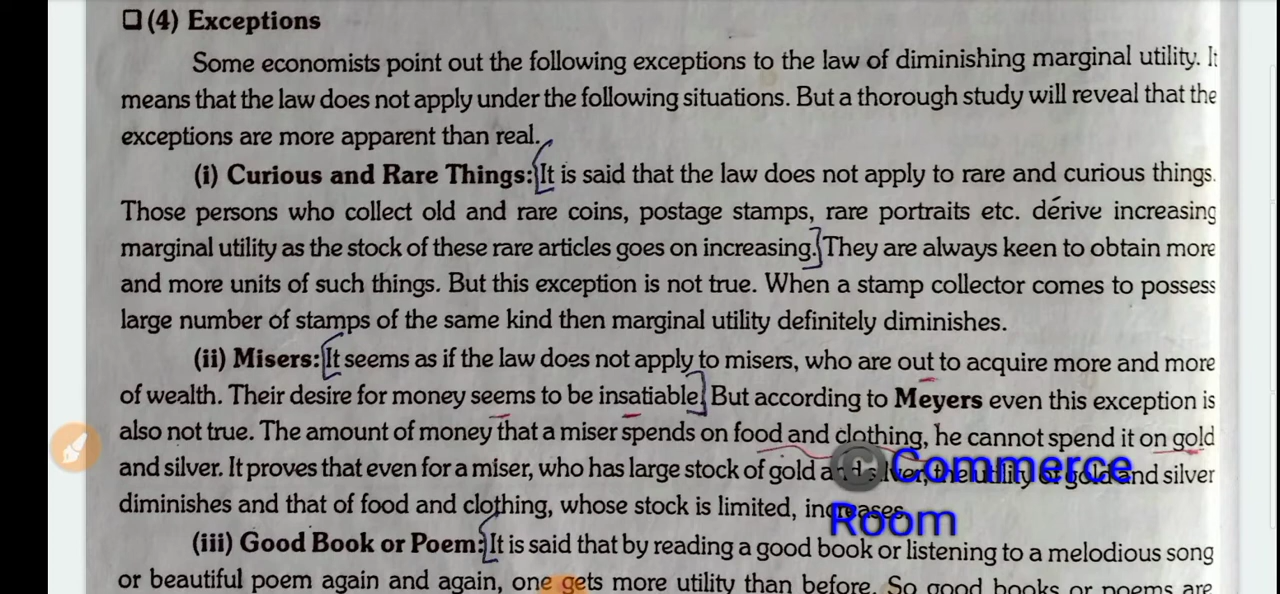 (4) Exceptions
Some economists point out the following exceptions to the law of diminishing marginal utility. It
means that the law does not apply under the following situations. But a thorough study will reveal that the
exceptions are more apparent than real.
(i) Curious and Rare Things: It is said that the law does not apply to rare and curious things.
Those persons who collect old and rare coins, postage stamps, rare portraits etc. derive increasing
marginal utility as the stock of these rare articles goes on increasing. They are always keen to obtain more
and more units of such things. But this exception is not true. When a stamp collector comes to possess
large number of stamps of the same kind then marginal utility definitely diminishes.
(ii) Misers: It seems as if the law does not apply to misers, who are out to acquire more and more
of wealth. Their desire for money seems to be insatiable. But according to Meyers even this exception is
also not true. The amount of money that a miser spends on food and clothing, he cannot spend it on gold
and silver. It proves that even for a miser, who has large stock of gold and silver, the utility of gold and silver
diminishes and that of food and clothing, whose stock is limited, increases.
© Commerce
Room
(iii) Good Book or Poem: It is said that by reading a good book or listening to a melodious song
or beautiful poem again and again, one gets more utility than before. So good books or poems are